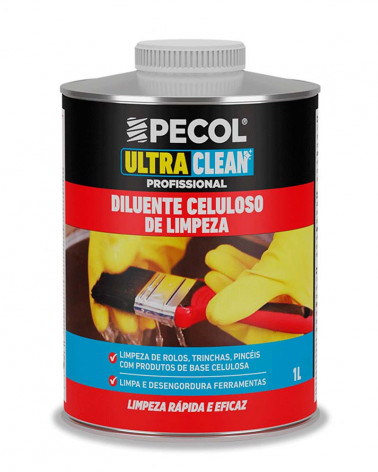 PECOL
ULTRA CLEAN
PROFISSIONAL
DILUENTE CELULOSO
DE LIMPEZA
LIMPEZA DE ROLOS, TRINCHAS, PINCÉIS
COM PRODUTOS DE BASE CELULOSA
LIMPA E DESENGORDURA FERRAMENTAS
1L
LIMPEZA RÁPIDA E EFICAZ